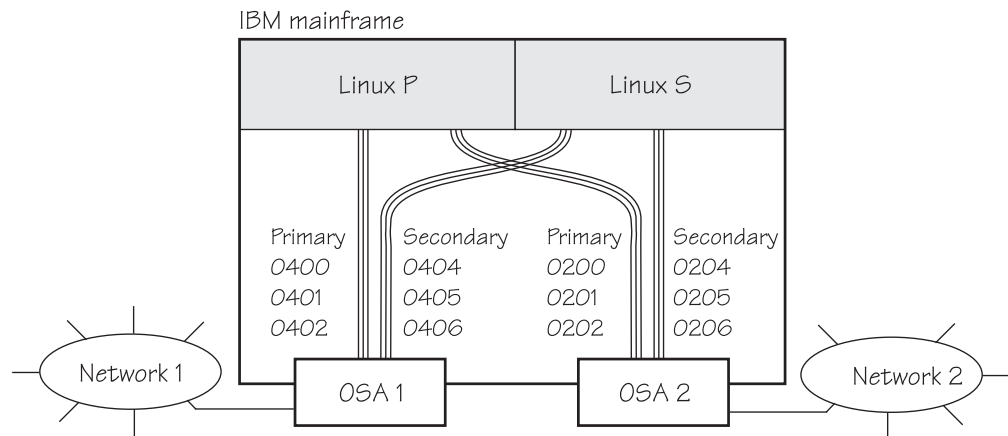 IBM mainframe
Linux P
Linux S
Primary
0400
0401
0402
Secondary
0404
0405
0406
Primary
0200
0201
0202
Secondary
0204
0205
0206
Network 1
OSA 1
OSA 2
Network 2